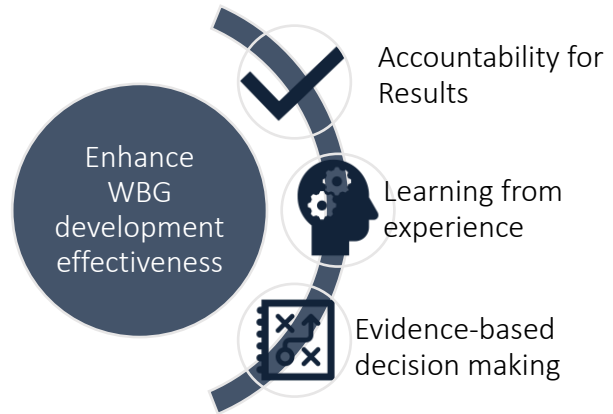 Enhance
WBG
development
effectiveness
Accountability for
Results
Learning from
experience
Evidence-based
decision making